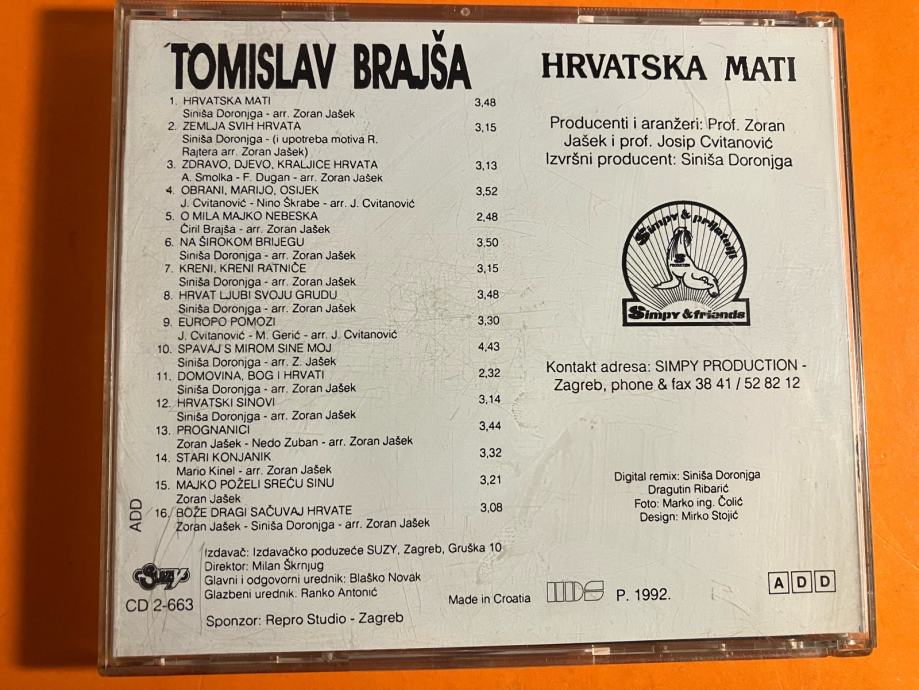 TOMISLAV BRAJŠA
1. HRVATSKA MATI 3,48
Siniša Doronjga - arr. Zoran Jašek
2. ZEMLJA SVIH HRVATA 3,15
Siniša Doronjga - (i upotreba motiva R.
Rajtera arr. Zoran Jašek)
3. ZDRAVO, DJEVO, KRALJICE HRVATA 3,13
A. Smolka - F. Dugan - arr. Zoran Jašek
4. OBRANI, MARIJO, OSIJEK 3,52
J. Cvitanović - Nino Škrabe - arr. J. Cvitanović
5. O MILA MAJKO NEBESKA 2,48
Ćiril Brajša - arr. Zoran Jašek
6. NA ŠIROKOM BRIJEGU 3,50
Siniša Doronjga - arr. Zoran Jašek
7. KRENI, KRENI RATNIČE 3,15
Siniša Doronjga - arr. Zoran Jašek
8. HRVAT LJUBI SVOJU GRUDU 3,48
Siniša Doronjga - arr. Zoran Jašek
9. EUROPO POMOZI 3,30
J. Cvitanović - M. Gerić - arr. J. Cvitanović
10. SPAVAJ S MIROM SINE MOJ 4,43
Siniša Doronjga - arr. Z. Jašek
11. DOMOVINA, BOG I HRVATI 2,32
Siniša Doronjga - arr. Zoran Jašek
12. HRVATSKI SINOVI 3,14
Siniša Doronjga - arr. Zoran Jašek
13. PROGNANICI 3,44
Zoran Jašek - Nedo Zuban - arr. Zoran Jašek
14. STARI KONJANIK 3,32
Mario Kinel - arr. Zoran Jašek
15. MAJKO POŽELI SREĆU SINU 3,21
Zoran Jašek
16. BOŽE DRAGI SAČUVAJ HRVATE 3,08
Zoran Jašek - Siniša Doronjga - arr. Zoran Jašek
ADD
Izdavač: Izdavačko poduzeće SUZY, Zagreb, Gruška 10
Direktor: Milan Škrnjug
Glavni i odgovorni urednik: Blaško Novak
Glazbeni urednik. Ranko Antonić
SUZY
CD 2-663
Sponzor: Repro Studio - Zagreb
HRVATSKA MATI
Producenti i aranžeri: Prof. Zoran
Jašek i prof. Josip Cvitanović
Izvršni producent: Siniša Doronjga
Simpy & prijatelji
S
PRODUCTION
Simpy & friends
Kontakt adresa: SIMPY PRODUCTION -
Zagreb, phone & fax 38 41 / 52 82 12
Digital remix: Siniša Doronjga
Dragutin Ribarić
Foto: Marko ing. Čolić
Design: Mirko Stojić
Made in Croatia MDS P. 1992.
ADD